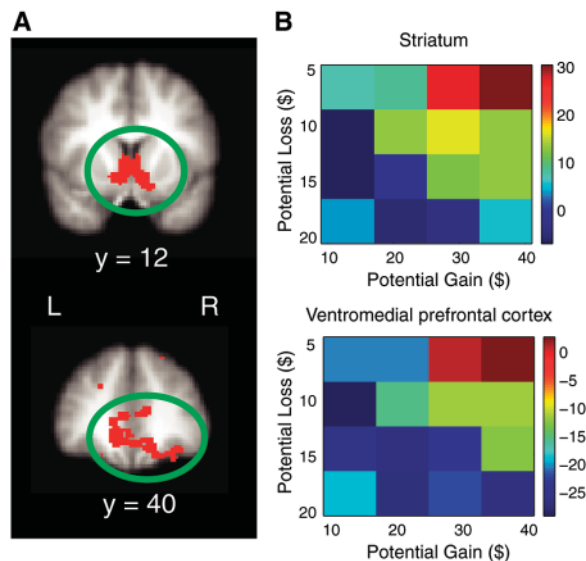 A
y = 12
L R
y = 40
B
Striatum
Potential Loss ($)
5
10
15
20
10 20 30 40
Potential Gain ($)
30
20
10
0
Ventromedial prefrontal cortex
Potential Loss ($)
5
10
15
20
10 20 30 40
Potential Gain ($)
0
−5
−10
−15
−20
−25